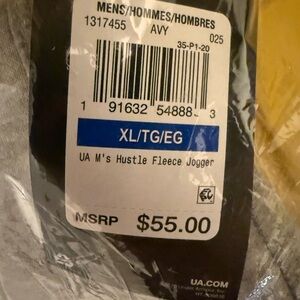 MENS/HOMMES/HOMBRES
1317455 AVY 025
35-P1-20
1 91632 54888 3
XL/TG/EG
UA M's Hustle Fleece Jogger
MSRP $55.00
UA.COM